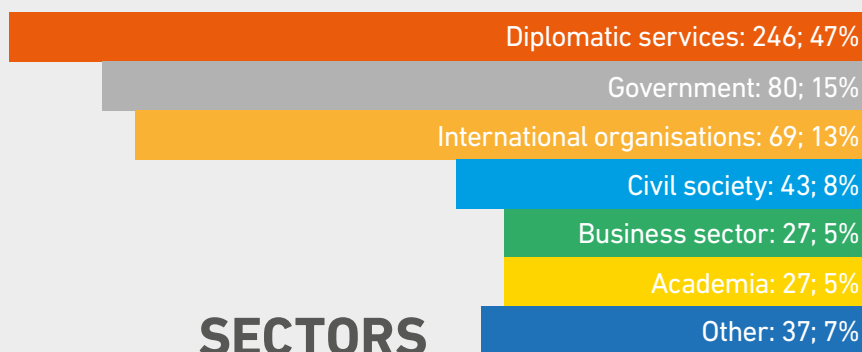 Diplomatic services: 246; 47%
Government: 80; 15%
International organisations: 69; 13%
Civil society: 43; 8%
Business sector: 27; 5%
Academia: 27; 5%
Other: 37; 7%
SECTORS